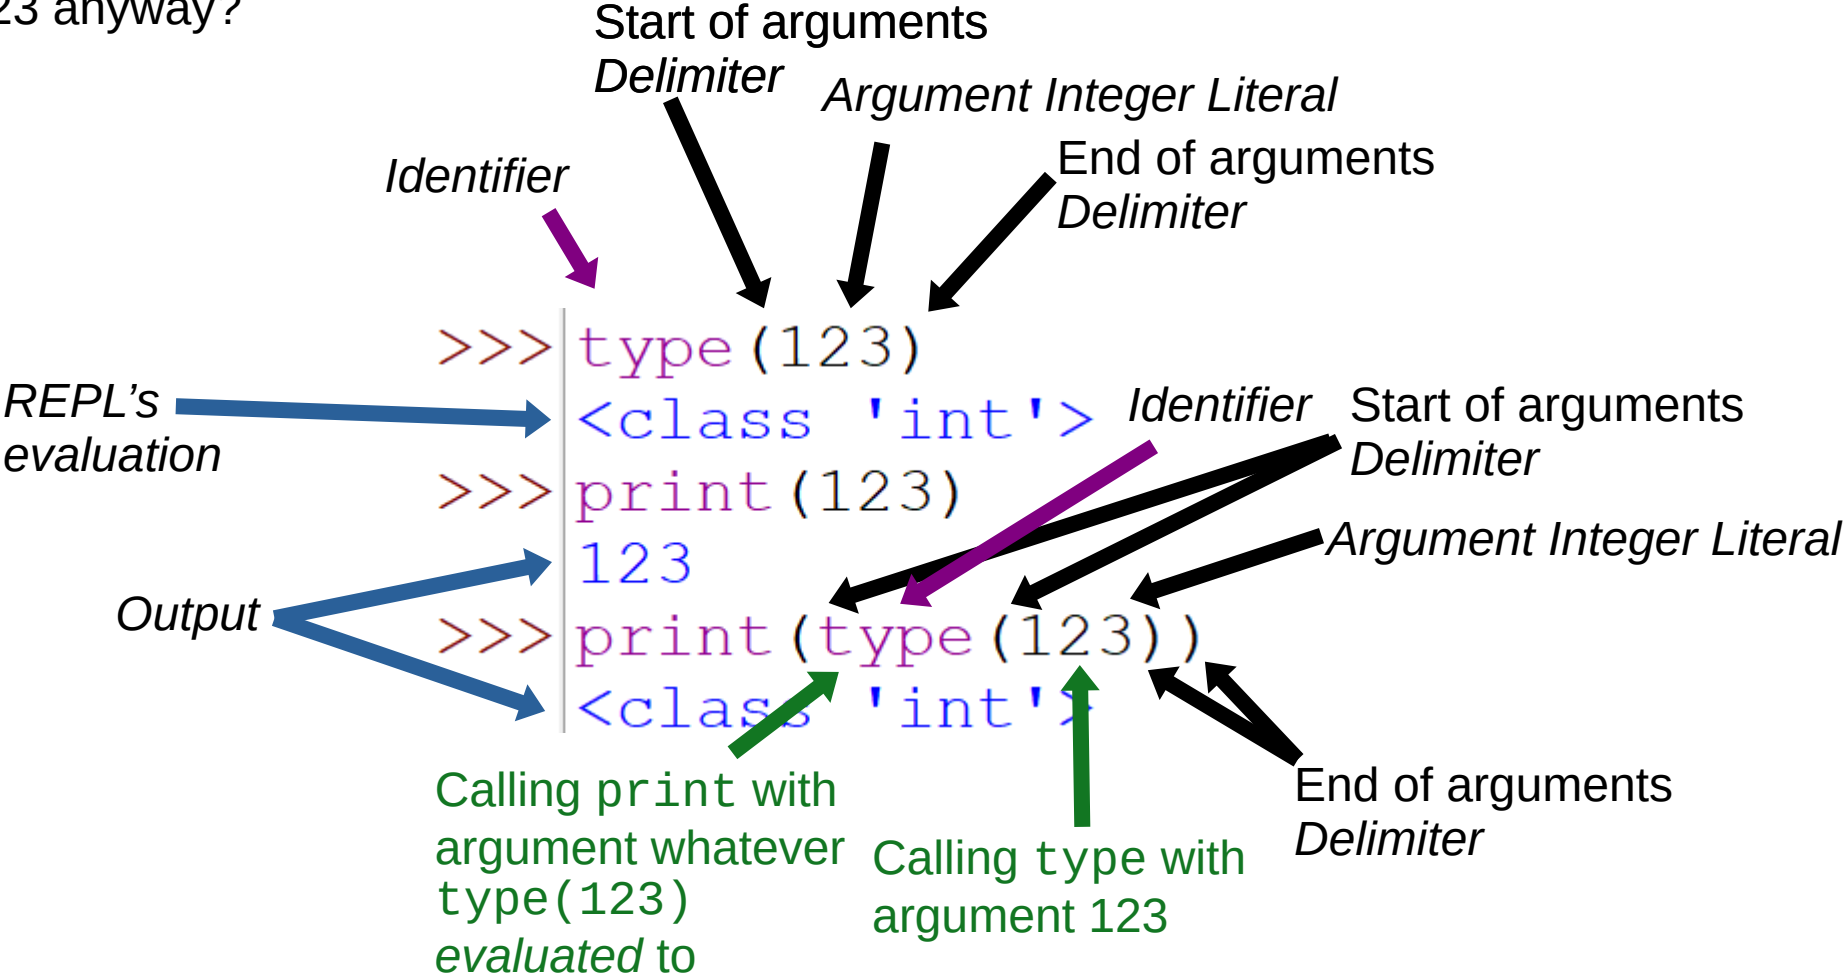 23 anyway?
Start of arguments
Delimiter
Argument Integer Literal
End of arguments
Delimiter
Identifier
>>> type(123)
REPL's
evaluation
<class 'int'>
Identifier
Start of arguments
Delimiter
>>> print(123)
Argument Integer Literal
123
Output
>>> print(type(123))
<class 'int'>
Calling print with
argument whatever
type(123)
evaluated to
Calling type with
argument 123
End of arguments
Delimiter